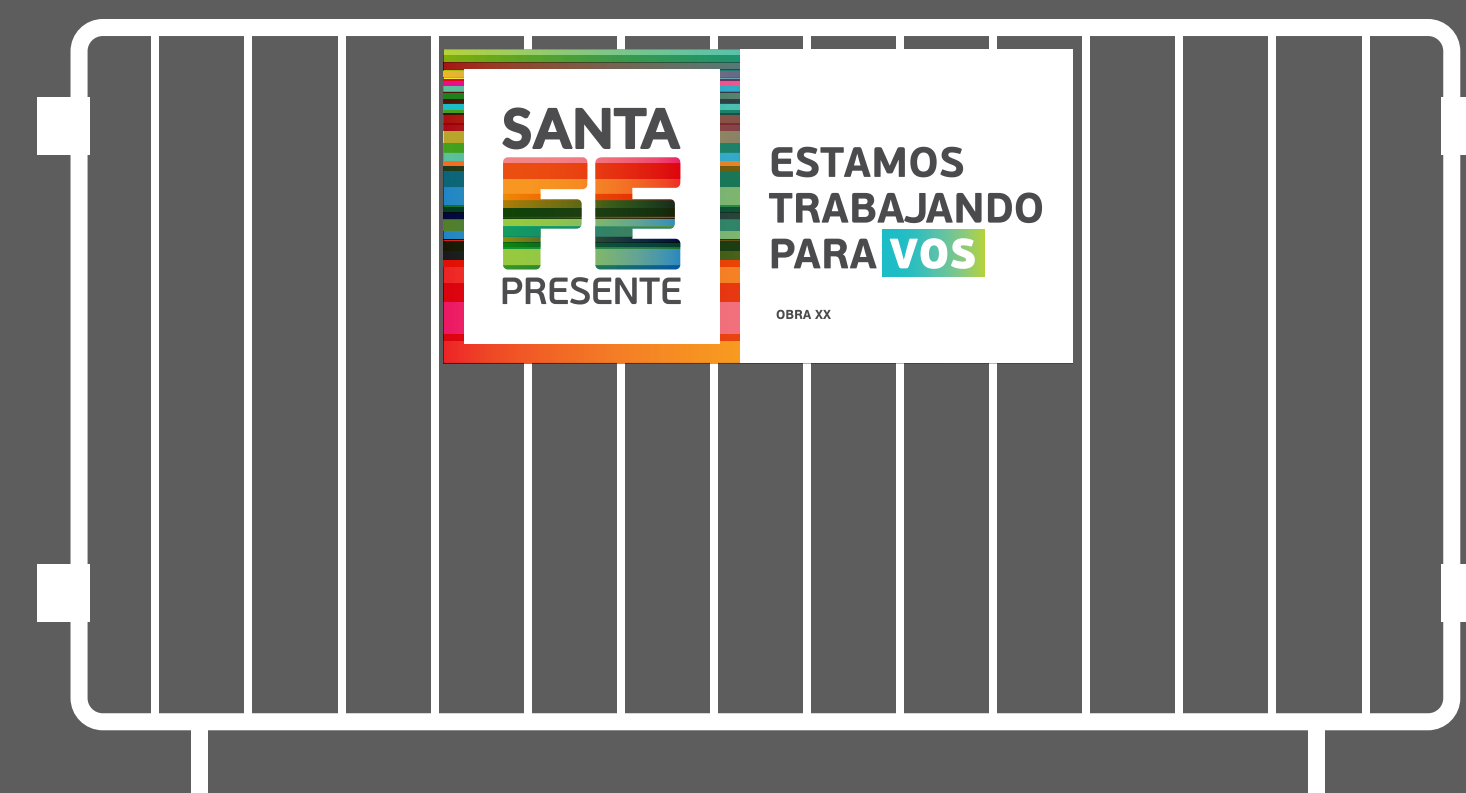 SANTA
FE
PRESENTE
ESTAMOS
TRABAJANDO
PARA VOS
OBRA XX